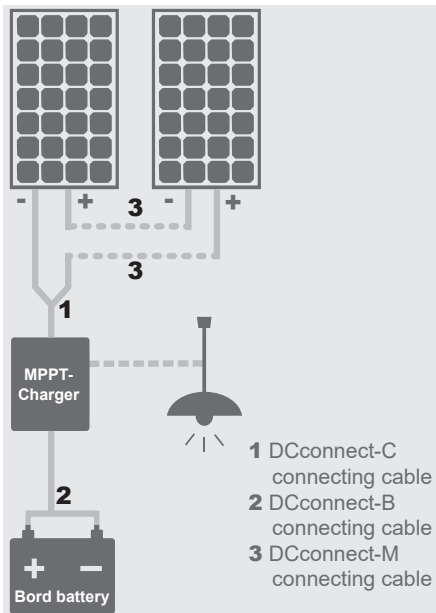 - +
- +
3
3
1
MPPT-
Charger
1 DCconnect-C
connecting cable
2 DCconnect-B
connecting cable
3 DCconnect-M
connecting cable
2
+ −
Bord battery